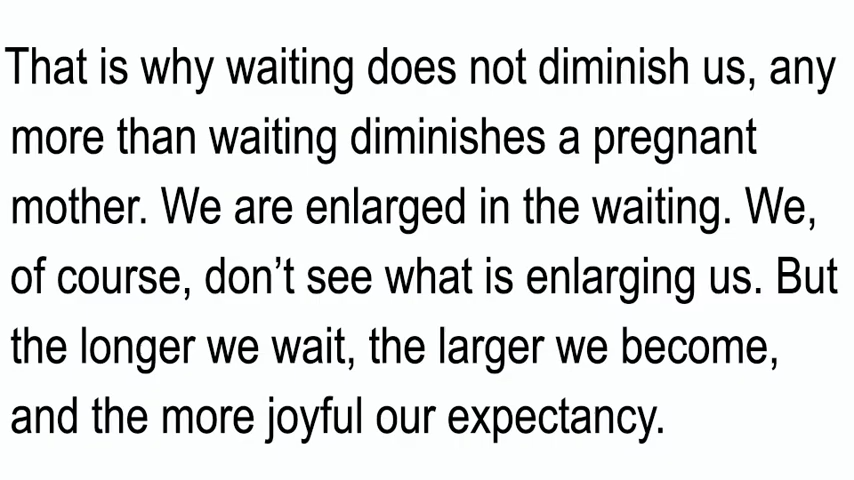 That is why waiting does not diminish us, any
more than waiting diminishes a pregnant
mother. We are enlarged in the waiting. We,
of course, don’t see what is enlarging us. But
the longer we wait, the larger we become,
and the more joyful our expectancy.